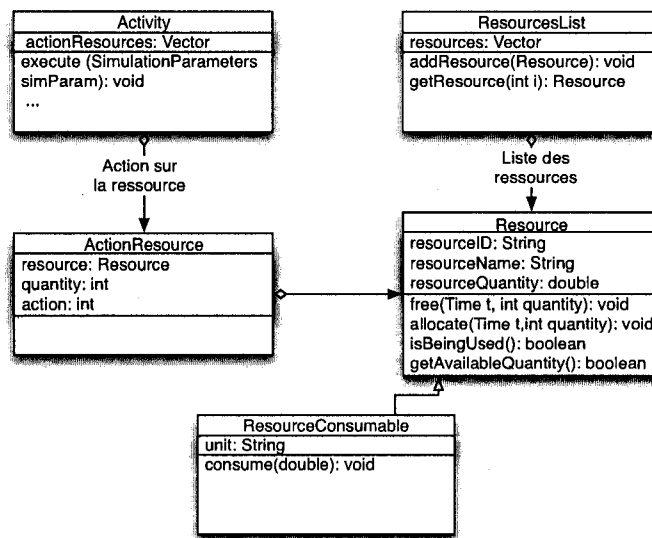 Activity
actionResources: Vector
execute (SimulationParameters
simParam): void
...
ResourcesList
resources: Vector
addResource(Resource): void
getResource(int i): Resource
Action sur
la ressource
Liste des
ressources
ActionResource
resource: Resource
quantity: int
action: int
Resource
resourceID: String
resourceName: String
resourceQuantity: double
free(Time t, int quantity): void
allocate(Time t,int quantity): void
isBeingUsed(): boolean
getAvailableQuantity(): boolean
ResourceConsumable
unit: String
consume(double): void